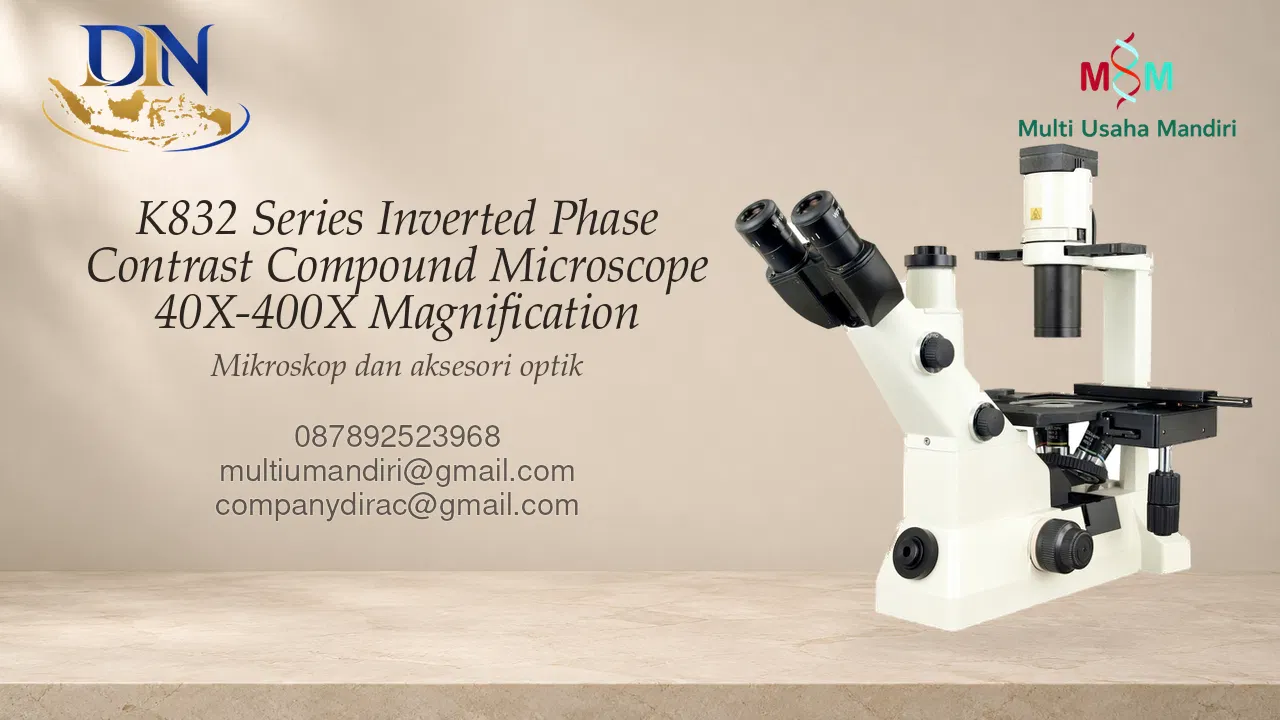 DIN
M M
Multi Usaha Mandiri
K832 Series Inverted Phase
Contrast Compound Microscope
40X-400X Magnification
Mikroskop dan aksesori optik
087892523968
multiumandiri@gmail.com
companydirac@gmail.com